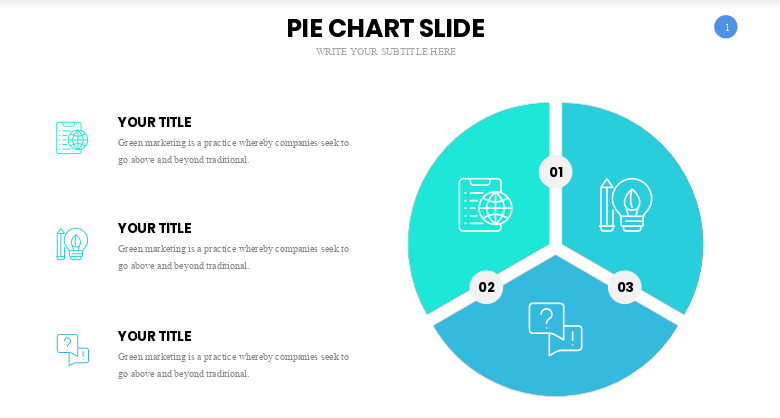 PIE CHART SLIDE
1
WRITE YOUR SUBTITLE HERE
YOUR TITLE
Green marketing is a practice whereby companies seek to
go above and beyond traditional.
YOUR TITLE
Green marketing is a practice whereby companies seek to
go above and beyond traditional.
YOUR TITLE
Green marketing is a practice whereby companies seek to
go above and beyond traditional.
01
02
03